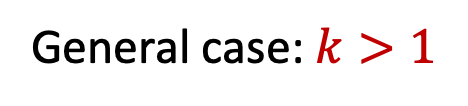 General case: k > 1